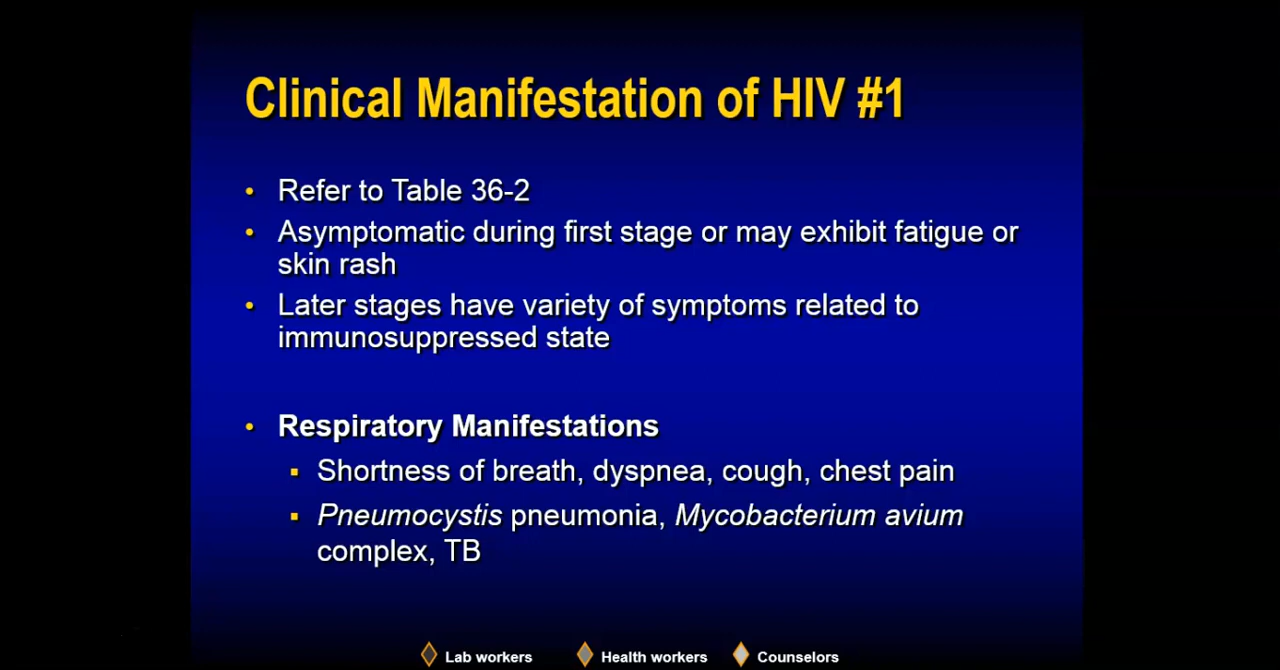 Clinical Manifestation of HIV #1
• Refer to Table 36-2
• Asymptomatic during first stage or may exhibit fatigue or
skin rash
• Later stages have variety of symptoms related to
immunosuppressed state
• Respiratory Manifestations
▪ Shortness of breath, dyspnea, cough, chest pain
▪ Pneumocystis pneumonia, Mycobacterium avium
complex, TB
Lab workers Health workers Counselors